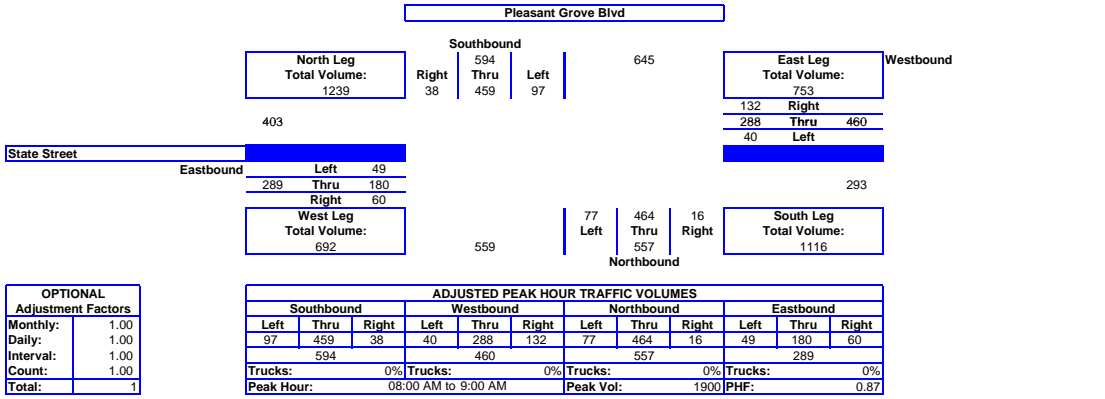 Pleasant Grove Blvd
Southbound
North Leg 594 645 East Leg Westbound
Total Volume: Right Thru Left Total Volume:
1239 38 459 97 753
132 Right
403 288 Thru 460
40 Left
State Street
Eastbound Left 49
289 Thru 180 293
Right 60
West Leg 77 464 16 South Leg
Total Volume: Left Thru Right Total Volume:
692 559 557 1116
Northbound
OPTIONAL ADJUSTED PEAK HOUR TRAFFIC VOLUMES
Adjustment Factors Southbound Westbound Northbound Eastbound
Monthly: 1.00 Left Thru Right Left Thru Right Left Thru Right Left Thru Right
Daily: 1.00 97 459 38 40 288 132 77 464 16 49 180 60
Interval: 1.00 594 460 557 289
Count: 1.00 Trucks: 0% Trucks: 0% Trucks: 0% Trucks: 0%
Total: 1 Peak Hour: 08:00 AM to 9:00 AM Peak Vol: 1900 PHF: 0.87